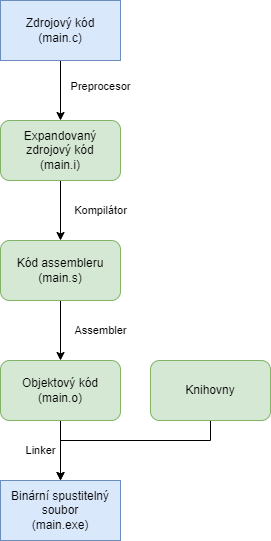 Zdrojový kód
(main.c)
Preprocesor
Expandovaný
zdrojový kód
(main.i)
Kompilátor
Kód assembleru
(main.s)
Assembler
Objektový kód
(main.o)
Knihovny
Linker
Binární spustitelný
soubor
(main.exe)